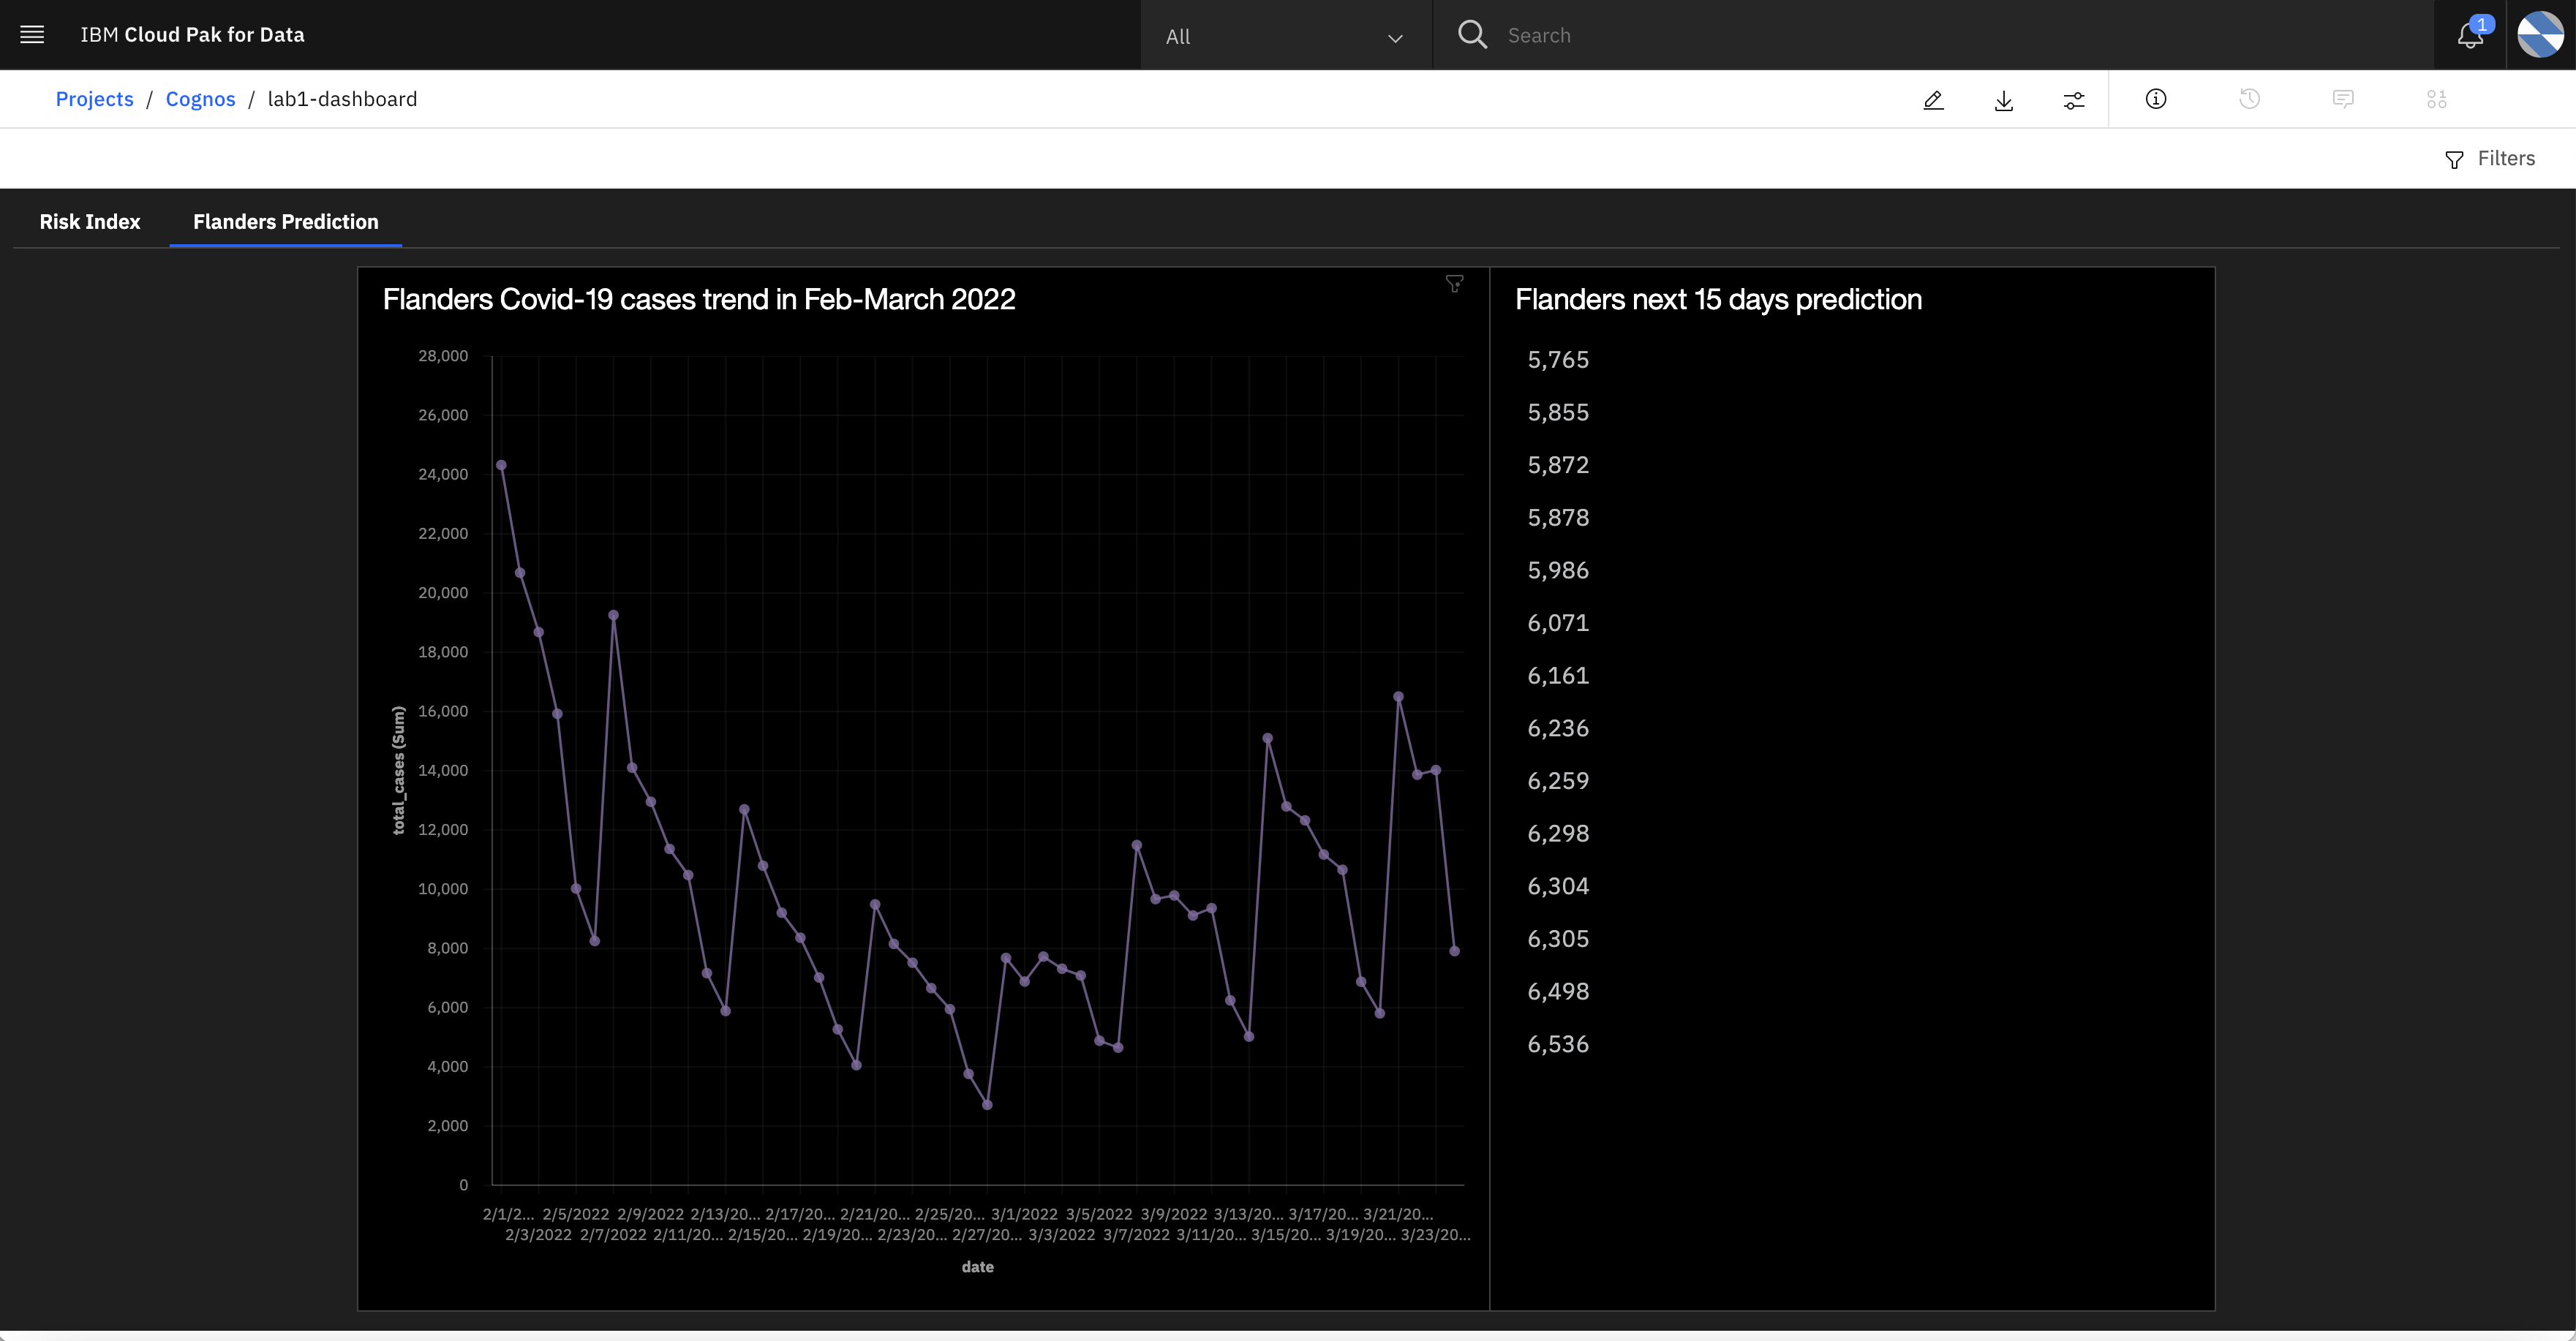 IBM Cloud Pak for Data
All
Search
1
Projects / Cognos / lab1-dashboard
Filters
Risk Index
Flanders Prediction
Flanders Covid-19 cases trend in Feb-March 2022
28,000
26,000
24,000
22,000
20,000
18,000
16,000
14,000
12,000
10,000
8,000
6,000
4,000
2,000
0
total_cases (Sum)
2/1/2... 2/5/2022 2/9/2022 2/13/20... 2/17/20... 2/21/20... 2/25/20... 3/1/2022 3/5/2022 3/9/2022 3/13/20... 3/17/20... 3/21/20...
2/3/2022 2/7/2022 2/11/20... 2/15/20... 2/19/20... 2/23/20... 2/27/20... 3/3/2022 3/7/2022 3/11/20... 3/15/20... 3/19/20... 3/23/20...
date
Flanders next 15 days prediction
5,765
5,855
5,872
5,878
5,986
6,071
6,161
6,236
6,259
6,298
6,304
6,305
6,498
6,536